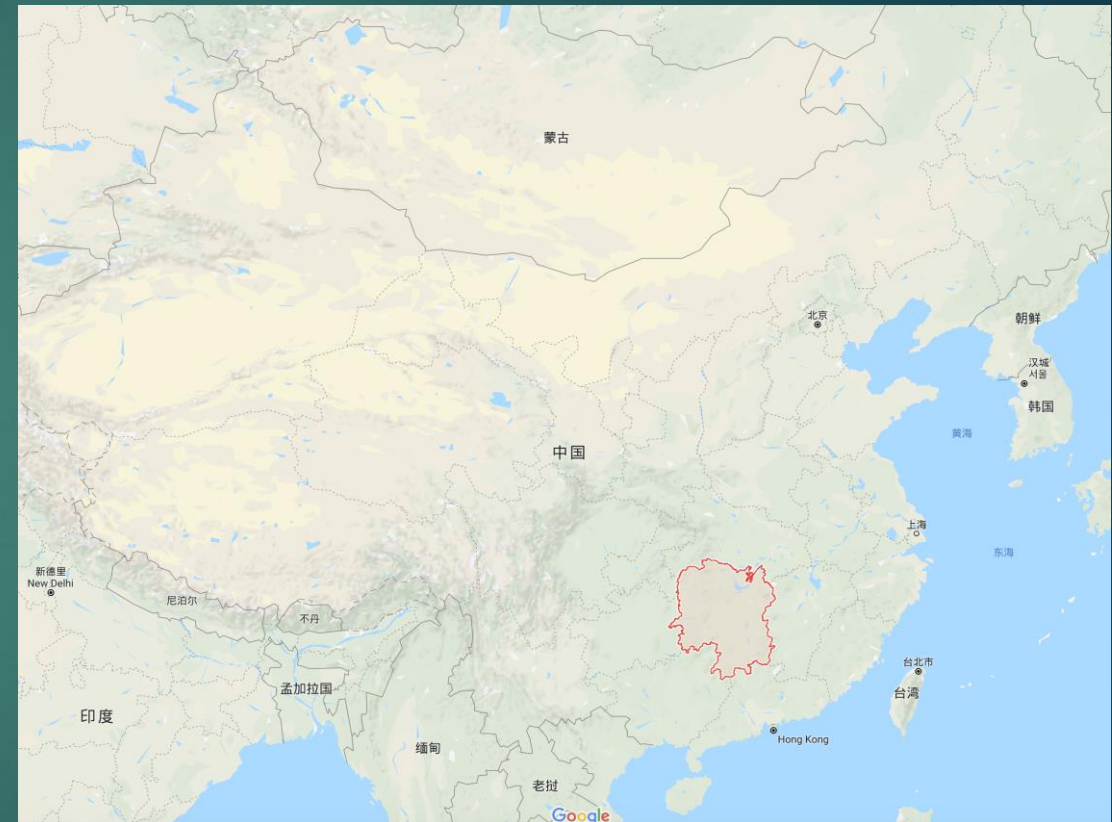 蒙古
北京
朝鲜
汉城
서울
韩国
黄海
中国
上海
东海
新德里
New Delhi
尼泊尔
不丹
台北市
台湾
孟加拉国
印度
Hong Kong
缅甸
老挝
Google